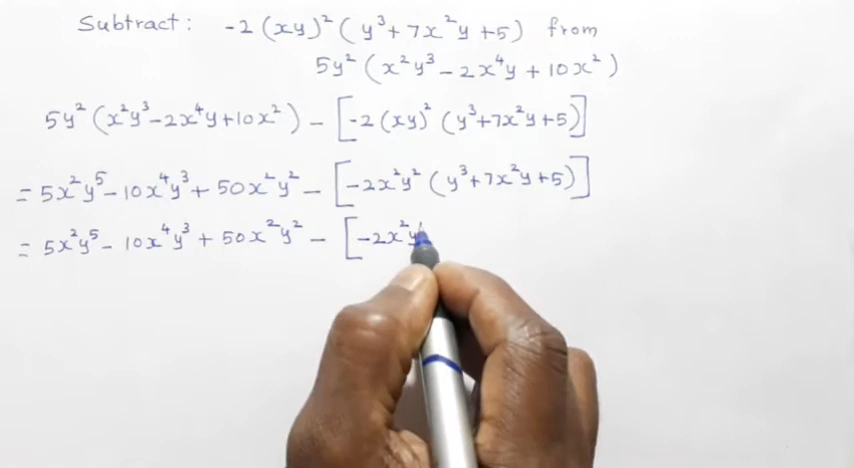 Subtract: -2(xy)² (y³+7x²y+5) from
5y² (x²y³-2x⁴y+10x²)
5y² (x²y³-2x⁴y+10x²) - [-2(xy)² (y³+7x²y+5)]
= 5x²y⁵-10x⁴y³+50x²y² - [-2x²y² (y³+7x²y+5)]
= 5x²y⁵-10x⁴y³+50x²y² - [-2x²y